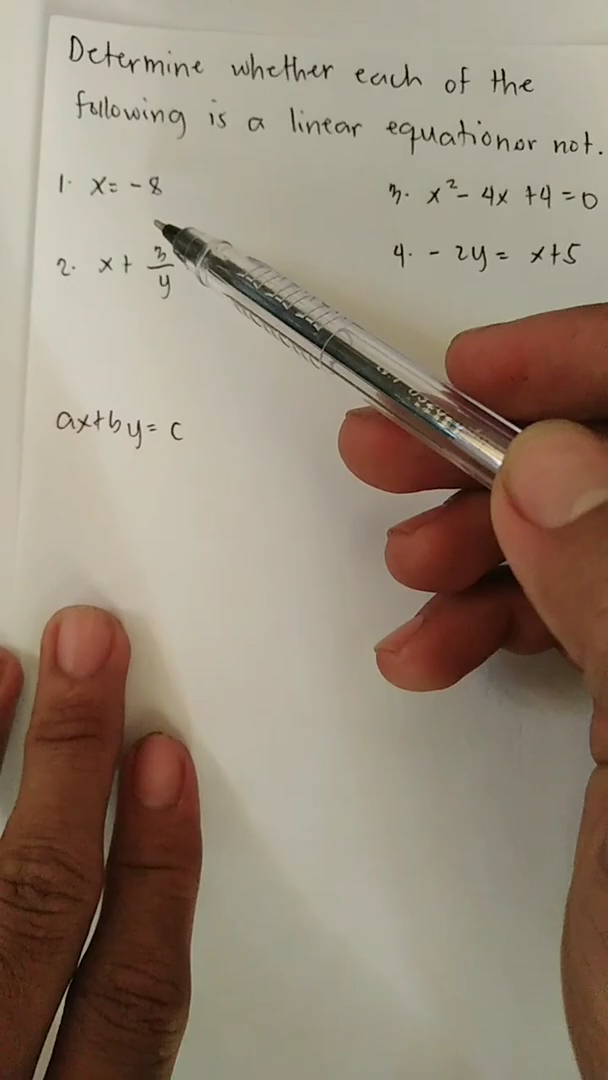 Determine whether each of the
following is a linear equation or not.
1. x = -8
2. x + 3/y
3. x² - 4x + 4 = 0
4. - 2y = x+5
ax+by = c